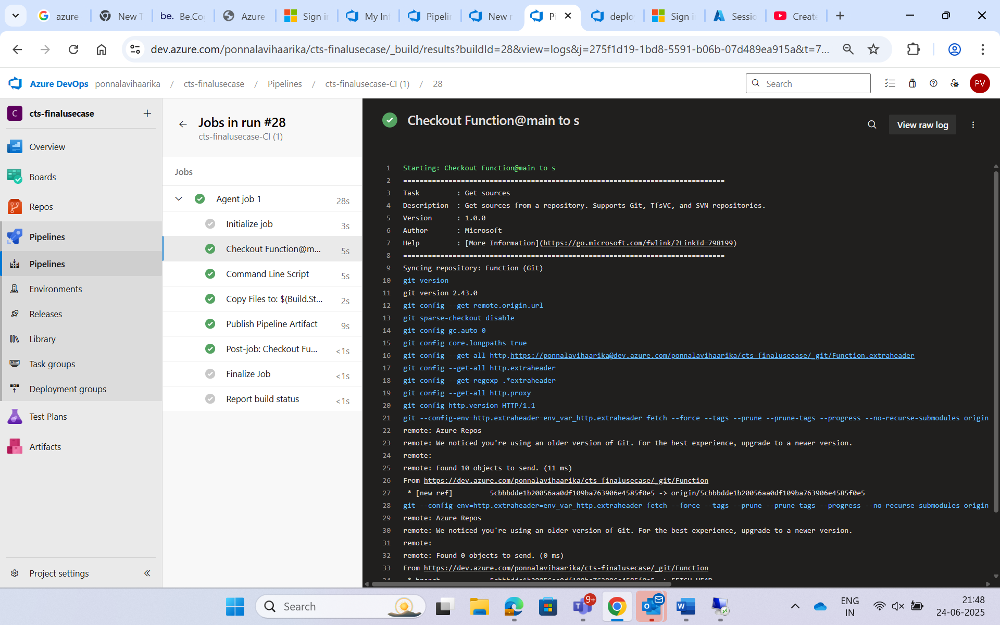 azure
New T
be. Be.Co
Azure
Sign i
My Inf
Pipelin
New r
P
deplo
Sign i
Sessic
Create
dev.azure.com/ponnalavihaarika/cts-finalusecase/_build/results?buildId=28&view=logs&j=275f1d19-1bd8-5591-b06b-07d489ea915a&t=7...
Azure DevOps ponnalavihaarika / cts-finalusecase / Pipelines / cts-finalusecase-CI (1) / 28
Search
PV
C cts-finalusecase
Overview
Boards
Repos
Pipelines
Pipelines
Environments
Releases
Library
Task groups
Deployment groups
Test Plans
Artifacts
Project settings
Jobs in run #28
cts-finalusecase-CI (1)
Jobs
Agent job 1 28s
Initialize job 3s
Checkout Function@m... 5s
Command Line Script 5s
Copy Files to: $(Build.St... 2s
Publish Pipeline Artifact 9s
Post-job: Checkout Fu... <1s
Finalize Job <1s
Report build status <1s
Checkout Function@main to s
View raw log
1 Starting: Checkout Function@main to s
2 ==============================================================================
3 Task : Get sources
4 Description : Get sources from a repository. Supports Git, TfsVC, and SVN repositories.
5 Version : 1.0.0
6 Author : Microsoft
7 Help : [More Information](https://go.microsoft.com/fwlink/?LinkId=798199)
8 ==============================================================================
9 Syncing repository: Function (Git)
10 git version
11 git version 2.43.0
12 git config --get remote.origin.url
13 git sparse-checkout disable
14 git config gc.auto 0
15 git config core.longpaths true
16 git config --get-all http.https://ponnalavihaarika@dev.azure.com/ponnalavihaarika/cts-finalusecase/_git/Function.extraheader
17 git config --get-all http.extraheader
18 git config --get-regexp .*extraheader
19 git config --get-all http.proxy
20 git config http.version HTTP/1.1
21 git --config-env=http.extraheader=env_var_http.extraheader fetch --force --tags --prune --prune-tags --progress --no-recurse-submodules origin
22 remote: Azure Repos
23 remote: We noticed you're using an older version of Git. For the best experience, upgrade to a newer version.
24 remote:
25 remote: Found 10 objects to send. (11 ms)
26 From https://dev.azure.com/ponnalavihaarika/cts-finalusecase/_git/Function
27 * [new ref] 5cbbbdde1b20056aa0df109ba763906e4585f0e5 -> origin/5cbbbdde1b20056aa0df109ba763906e4585f0e5
28 git --config-env=http.extraheader=env_var_http.extraheader fetch --force --tags --prune --prune-tags --progress --no-recurse-submodules origin
29 remote: Azure Repos
30 remote: We noticed you're using an older version of Git. For the best experience, upgrade to a newer version.
31 remote:
32 remote: Found 0 objects to send. (0 ms)
33 From https://dev.azure.com/ponnalavihaarika/cts-finalusecase/_git/Function
34 * branch 5cbbbdde1b20056aa0df109ba763906e4585f0e5 -> FETCH_HEAD
Search
9+
ENG
IN
21:48
24-06-2025